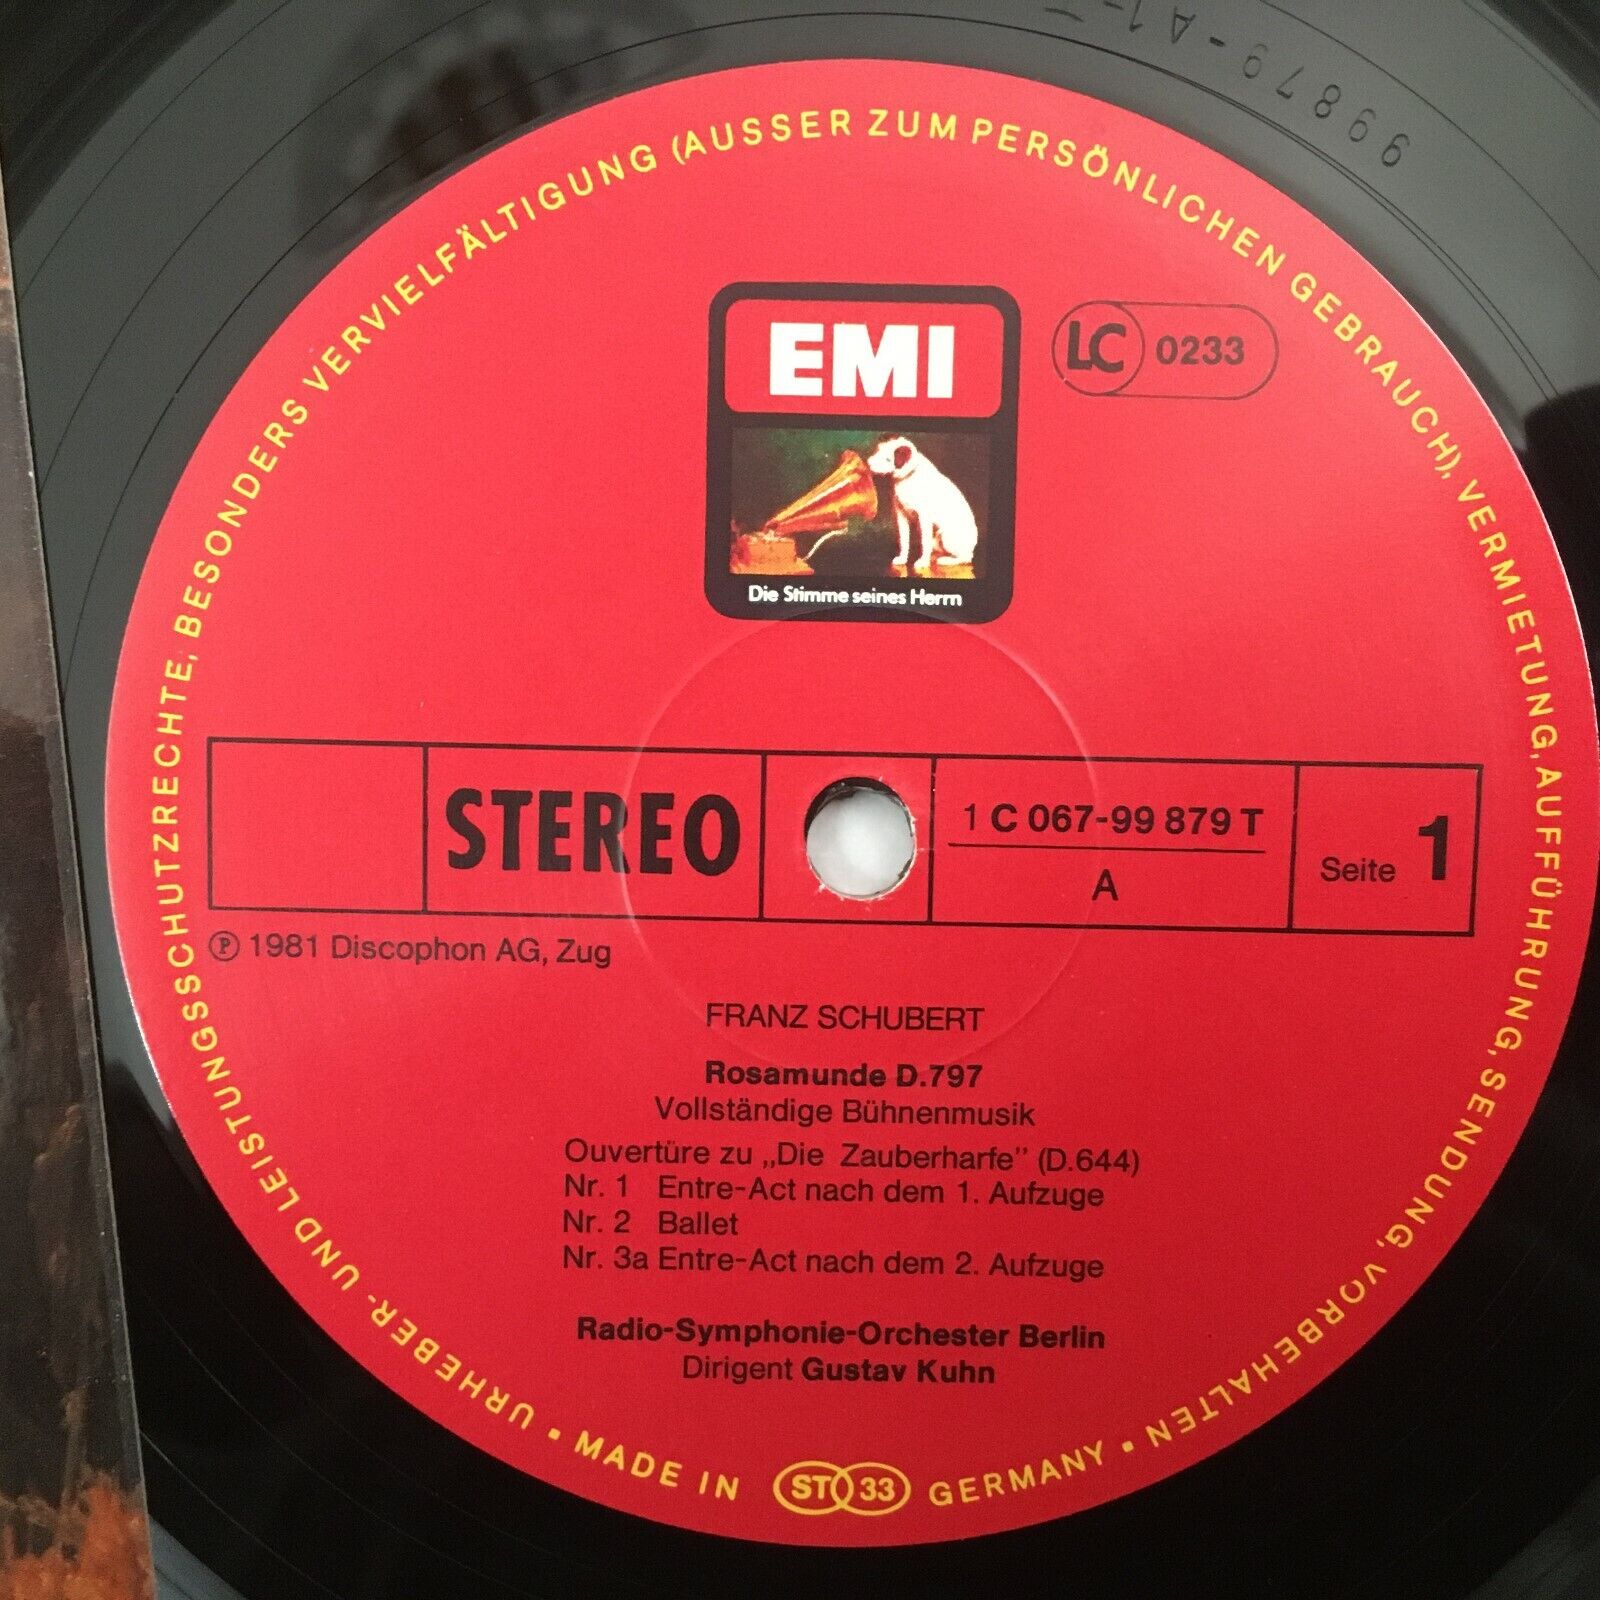 99879-A1-T
URHEBER- UND LEISTUNGSSCHUTZRECHTE, BESONDERS VERVIELFÄLTIGUNG (AUSSER ZUM PERSÖNLICHEN GEBRAUCH), VERMIETUNG, AUFFÜHRUNG, SENDUNG, VORBEHALTEN • MADE IN ST 33 GERMANY •
EMI
LC 0233
Die Stimme seines Herrn
STEREO
1 C 067-99 879 T
A
Seite 1
℗ 1981 Discophon AG, Zug
FRANZ SCHUBERT
Rosamunde D.797
Vollständige Bühnenmusik
Ouvertüre zu „Die Zauberharfe” (D.644)
Nr. 1 Entre-Act nach dem 1. Aufzuge
Nr. 2 Ballet
Nr. 3a Entre-Act nach dem 2. Aufzuge
Radio-Symphonie-Orchester Berlin
Dirigent Gustav Kuhn